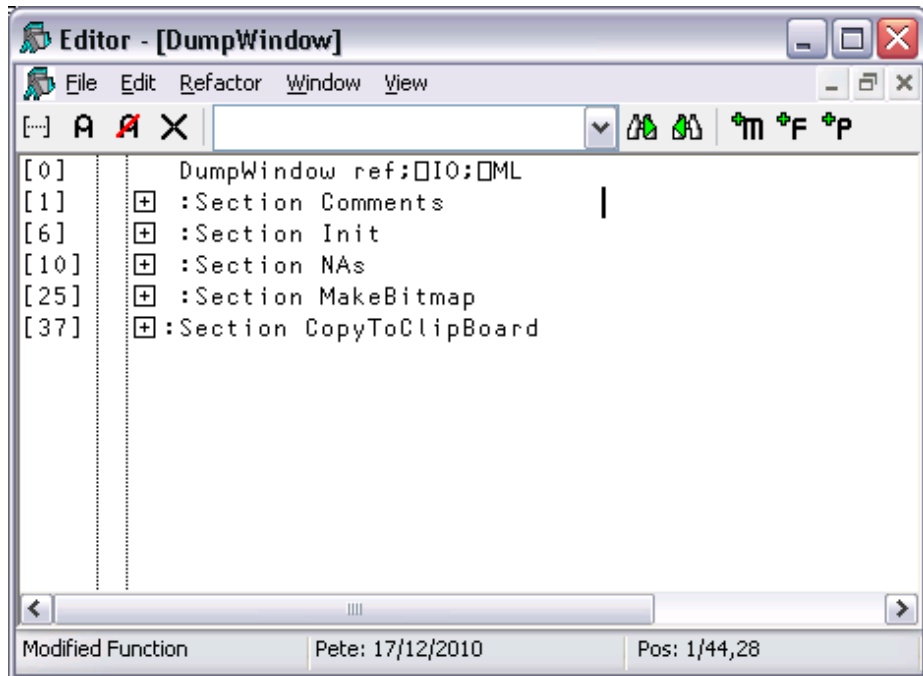 Editor - [DumpWindow]
File Edit Refactor Window View
[0] DumpWindow ref;⎕IO;⎕ML
[1] :Section Comments
[6] :Section Init
[10] :Section NAs
[25] :Section MakeBitmap
[37] :Section CopyToClipBoard
Modified Function Pete: 17/12/2010 Pos: 1/44,28